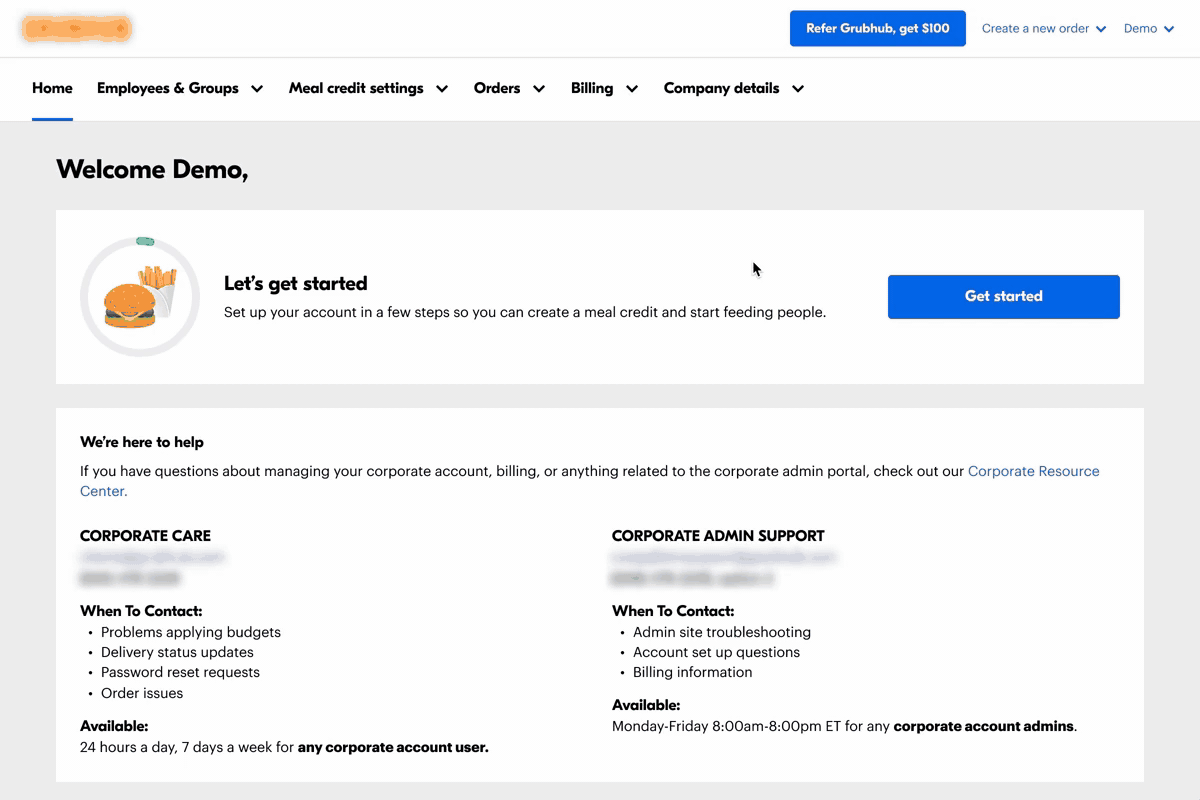 Refer Grubhub, get $100
Create a new order
Demo
Home
Employees & Groups
Meal credit settings
Orders
Billing
Company details
Welcome Demo,
Let's get started
Set up your account in a few steps so you can create a meal credit and start feeding people.
Get started
We're here to help
If you have questions about managing your corporate account, billing, or anything related to the corporate admin portal, check out our Corporate Resource
Center.
CORPORATE CARE
When To Contact:
• Problems applying budgets
• Delivery status updates
• Password reset requests
• Order issues
Available:
24 hours a day, 7 days a week for any corporate account user.
CORPORATE ADMIN SUPPORT
When To Contact:
• Admin site troubleshooting
• Account set up questions
• Billing information
Available:
Monday-Friday 8:00am-8:00pm ET for any corporate account admins.